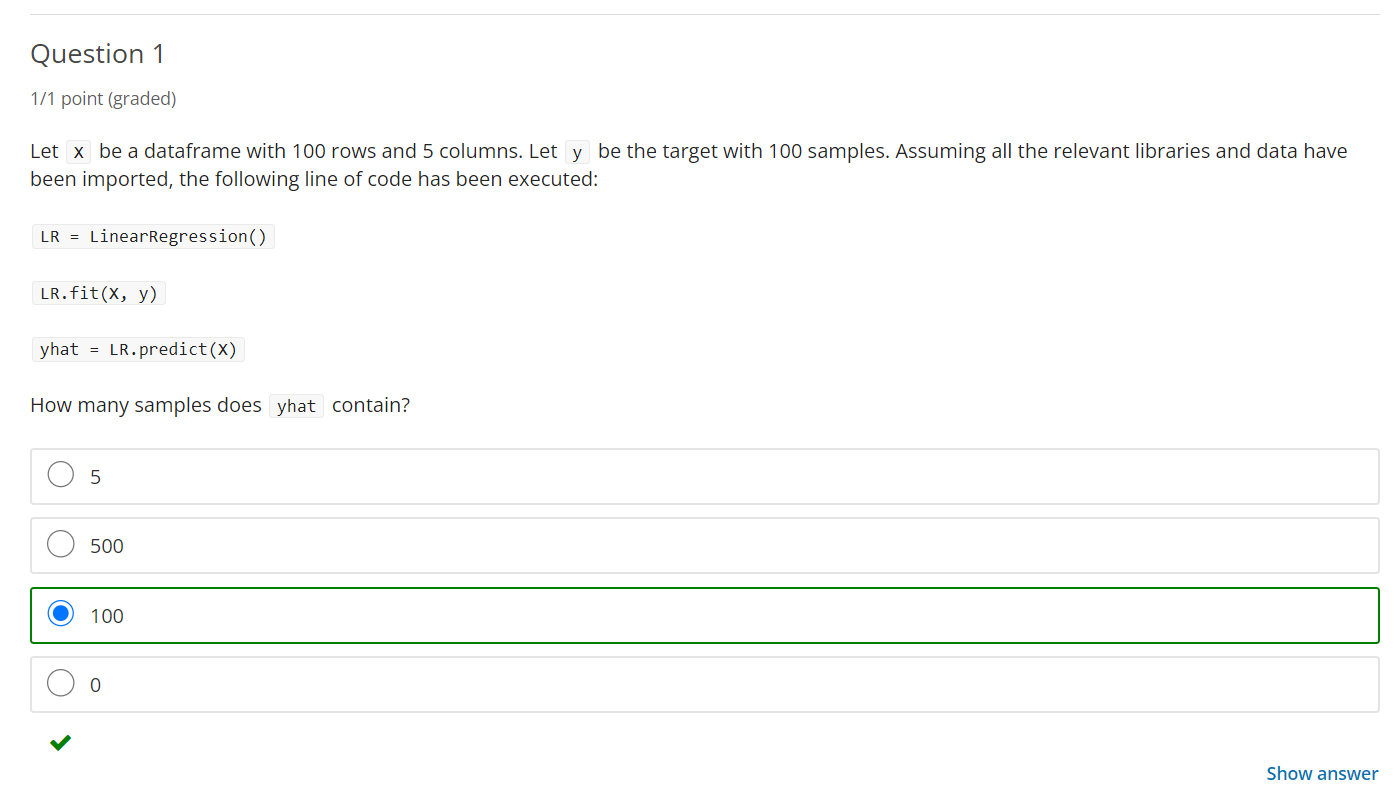 Question 1
1/1 point (graded)
Let X be a dataframe with 100 rows and 5 columns. Let y be the target with 100 samples. Assuming all the relevant libraries and data have
been imported, the following line of code has been executed:
LR = LinearRegression()
LR.fit(X, y)
yhat = LR.predict(X)
How many samples does yhat contain?
5
500
100
0
Show answer